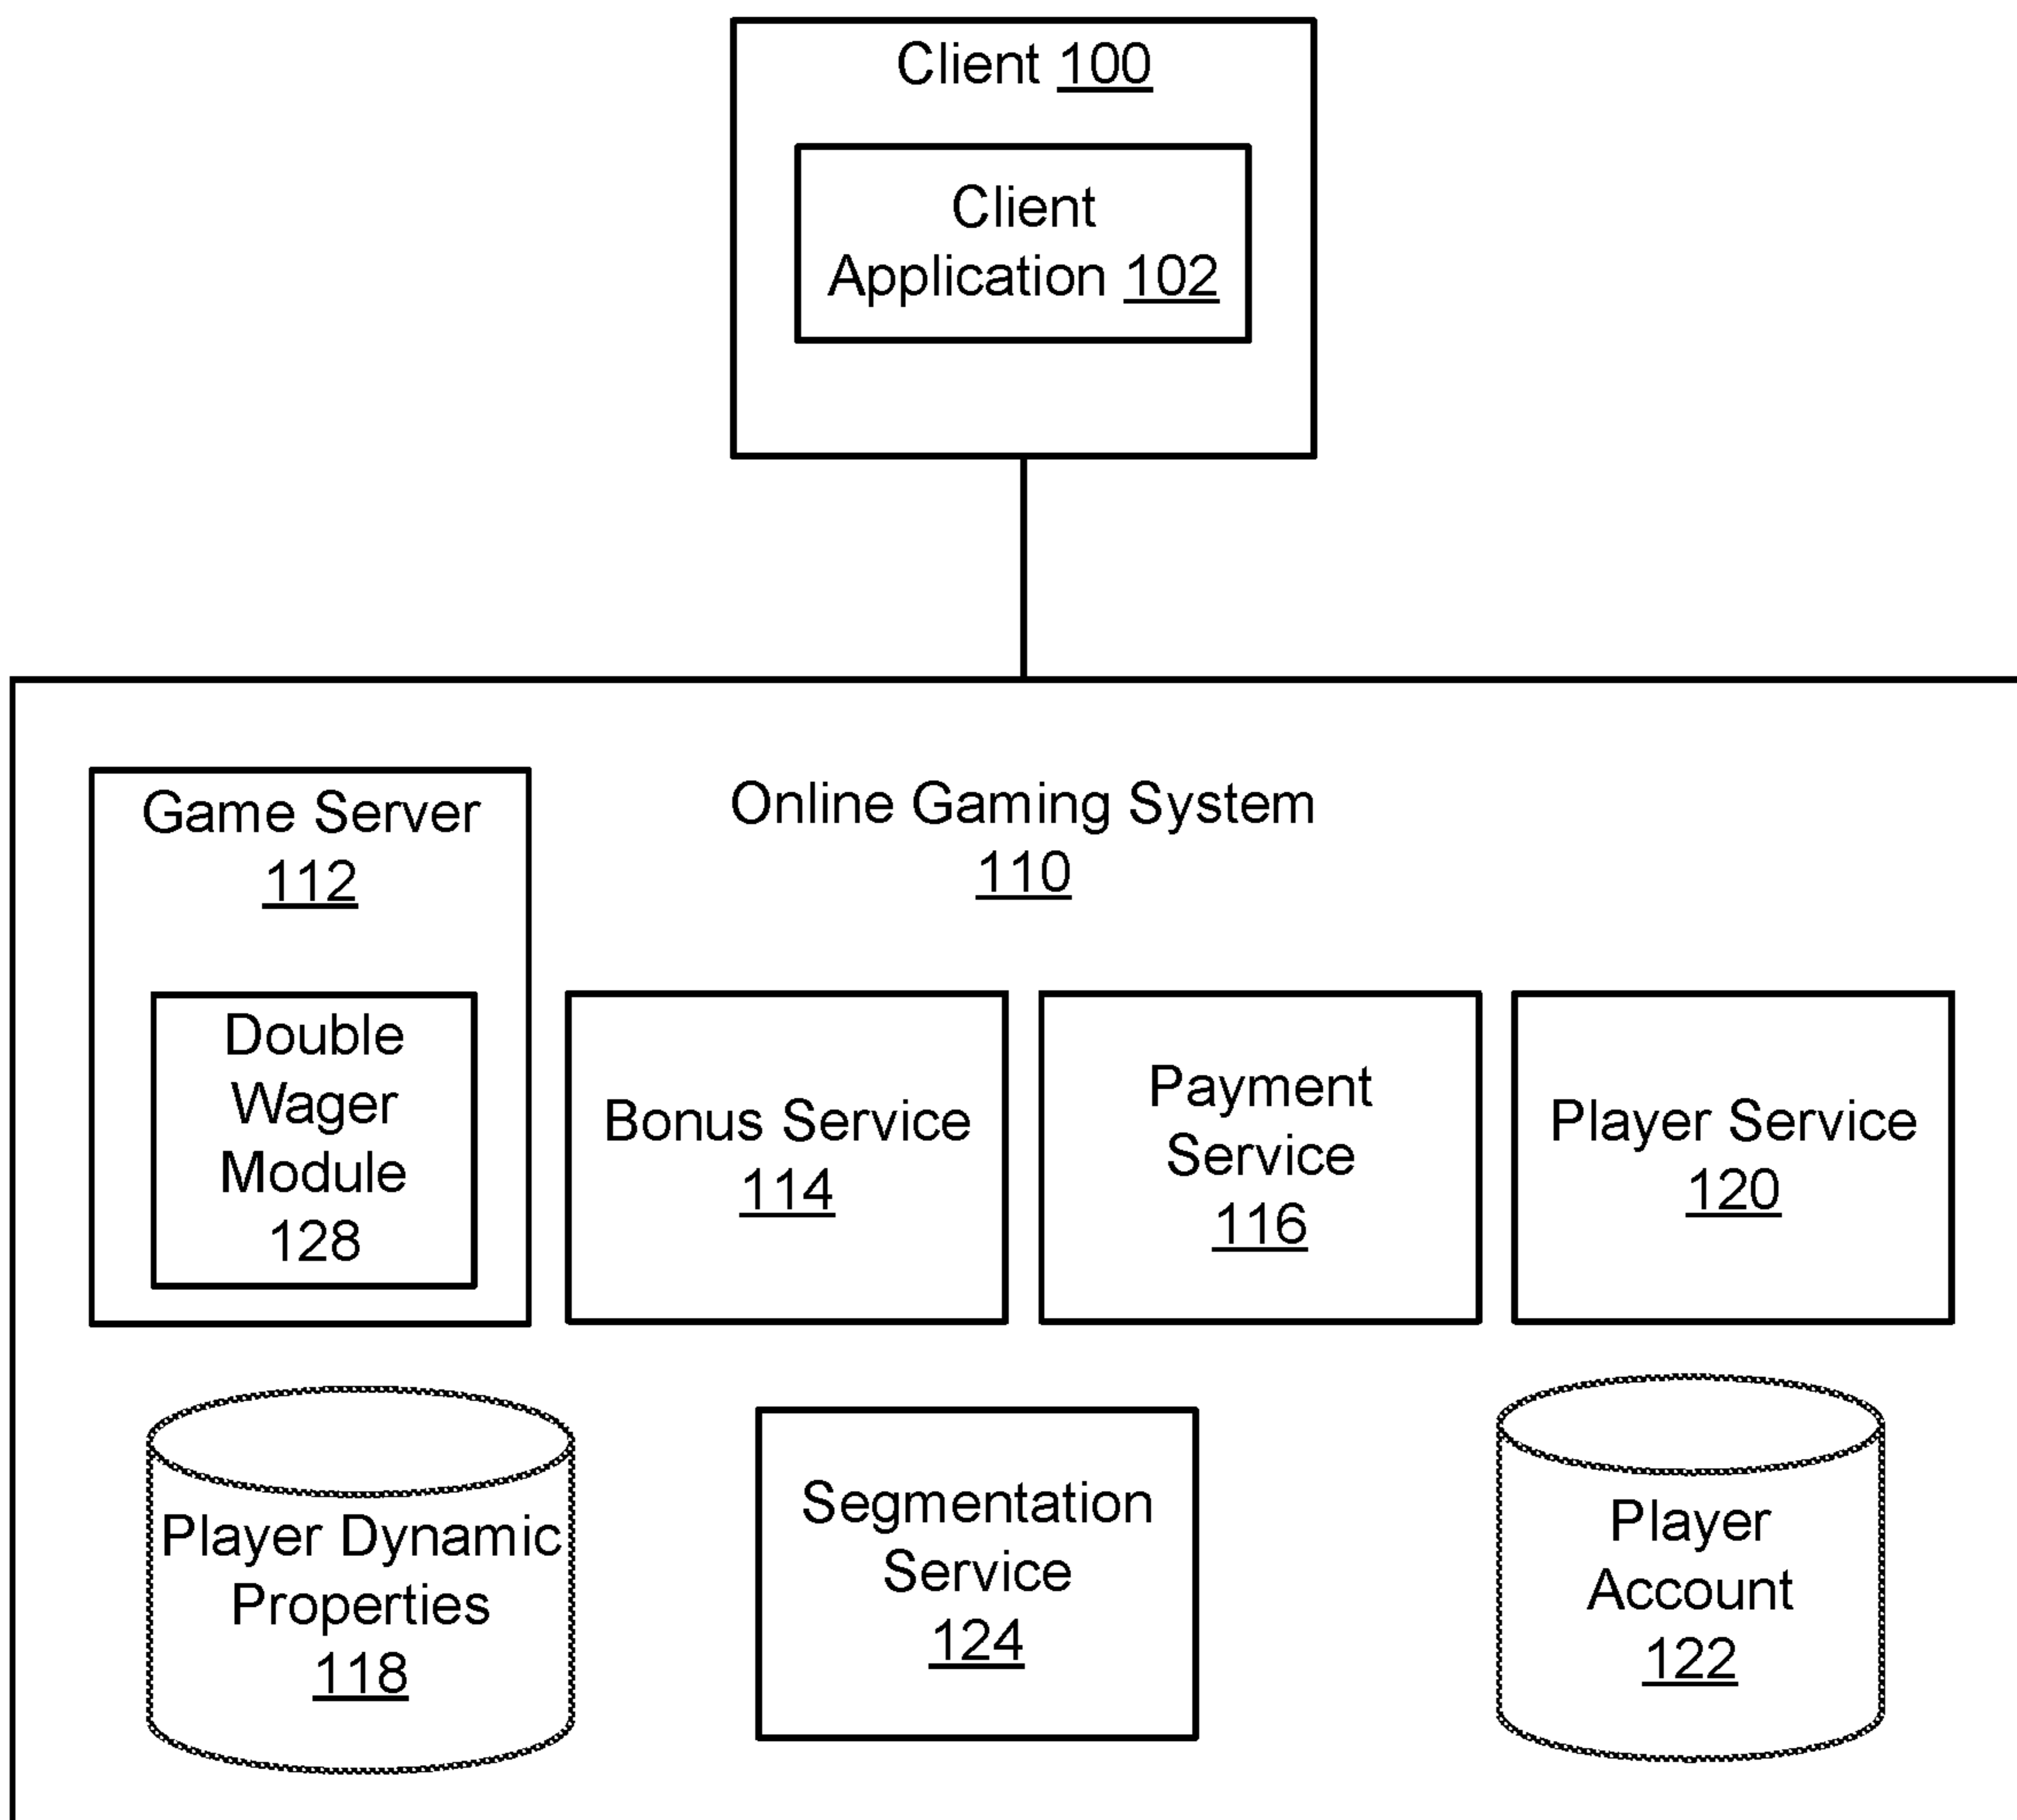 Client 100
Client
Application 102
Online Gaming System
110
Game Server
112
Double
Wager
Module
128
Bonus Service
114
Payment
Service
116
Player Service
120
Player Dynamic
Properties
118
Segmentation
Service
124
Player
Account
122